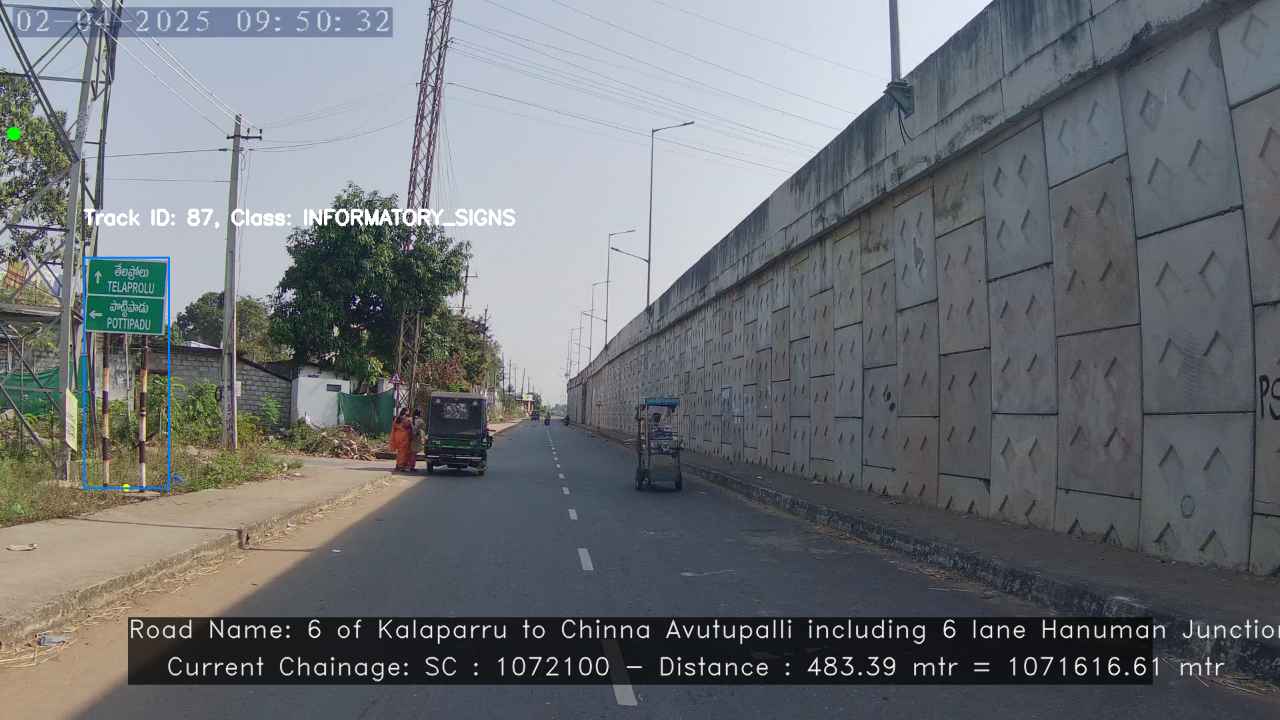 02-04-2025 09:50:32
Track ID: 87, Class: INFORMATORY_SIGNS
తేలప్రోలు
TELAPROLU
పొట్టిపాడు
POTTIPADU
PS
Road Name: 6 of Kalaparru to Chinna Avutupalli including 6 lane Hanuman Junction
Current Chainage: SC : 1072100 - Distance : 483.39 mtr = 1071616.61 mtr